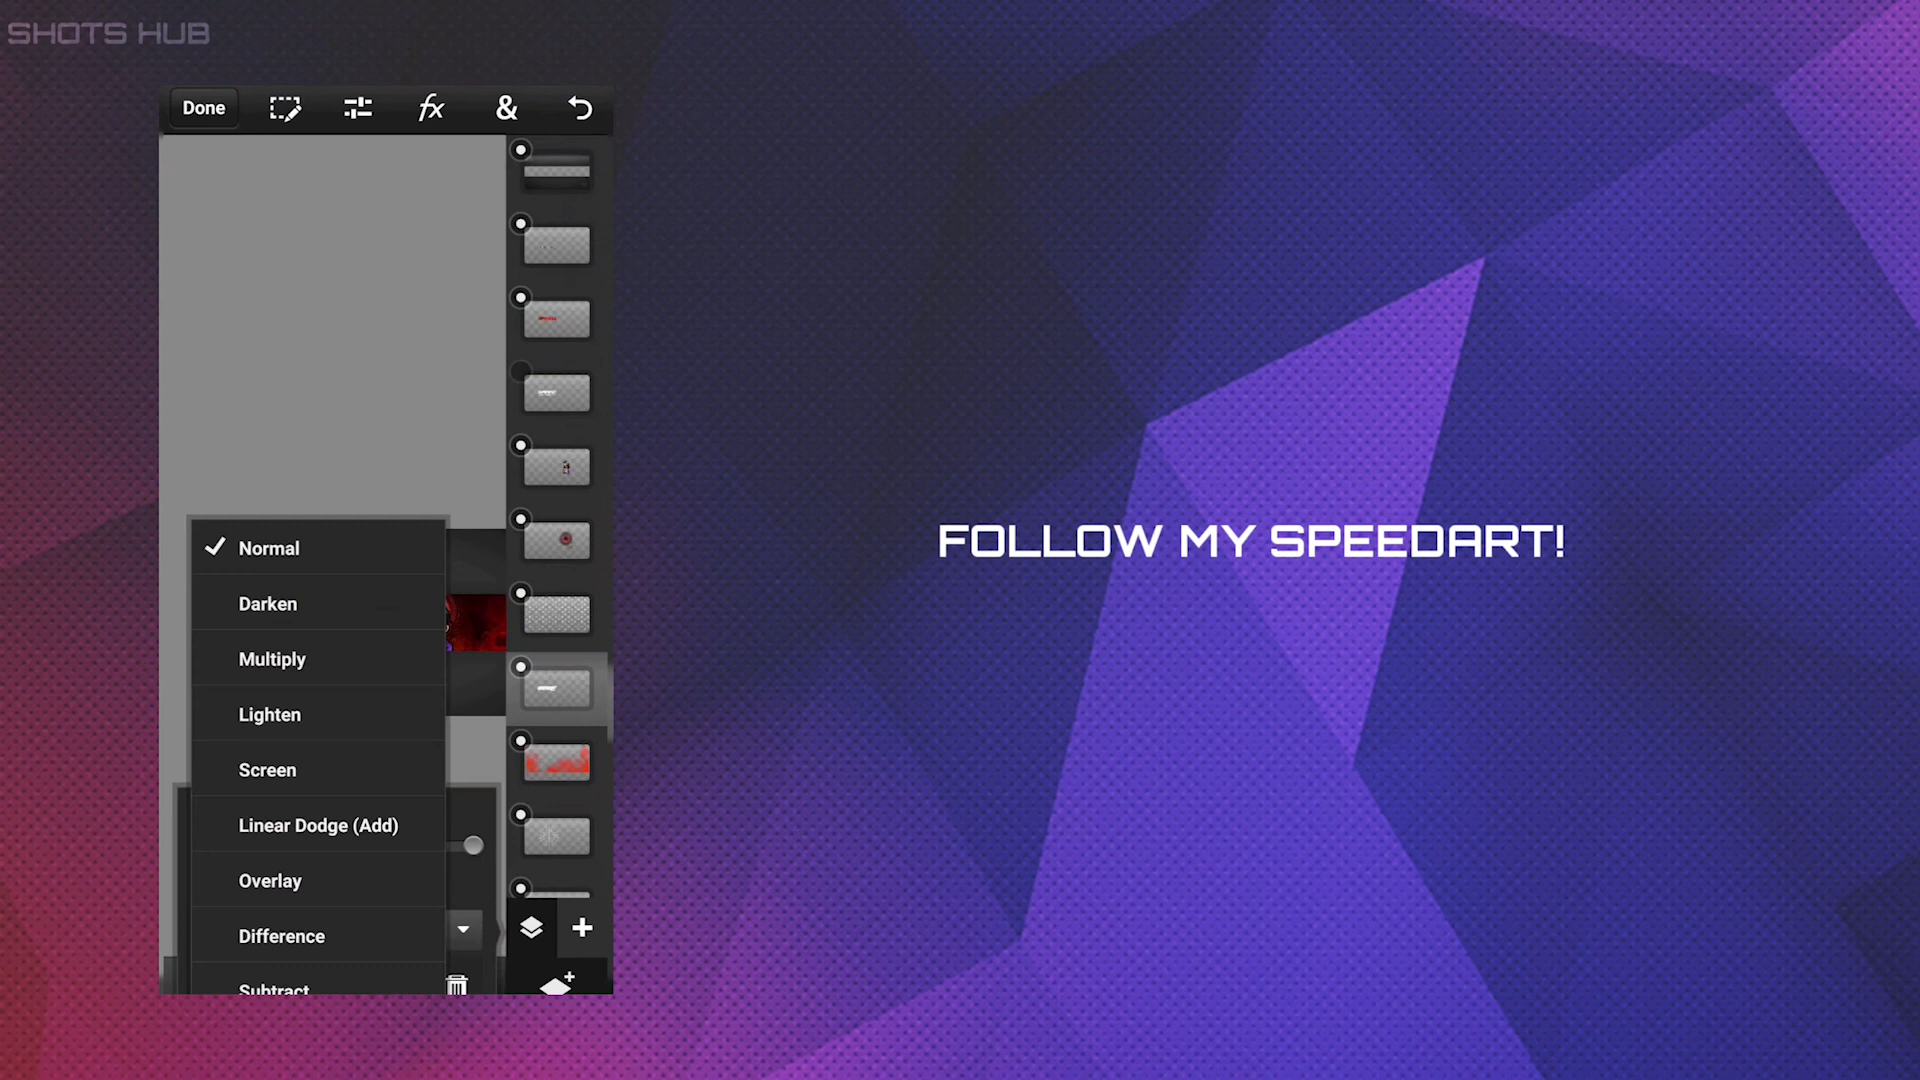 SHOTS HUB
Done
fx
&
Normal
Darken
Multiply
Lighten
Screen
Linear Dodge (Add)
Overlay
Difference
Subtract
FOLLOW MY SPEEDART!